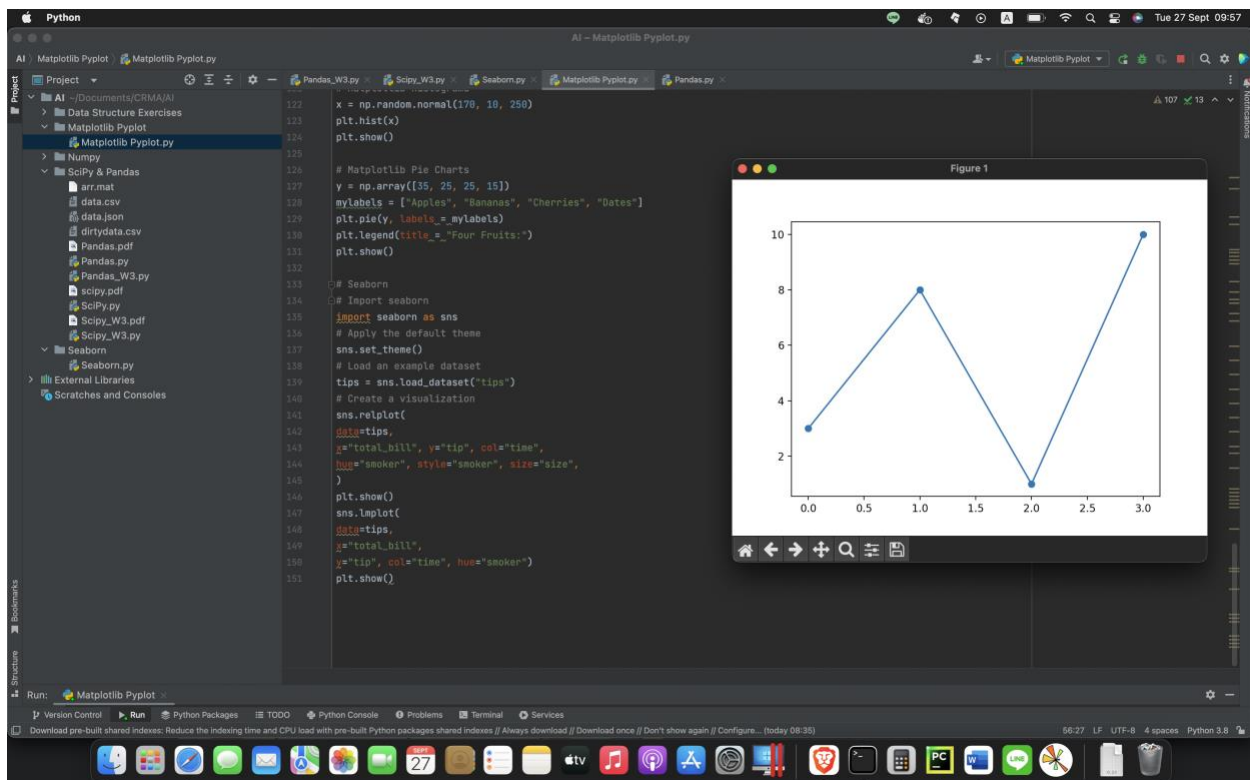 Python
Tue 27 Sept 09:57
AI – Matplotlib Pyplot.py
AI Matplotlib Pyplot Matplotlib Pyplot.py
Matplotlib Pyplot
Project
Project
AI ~/Documents/CRMA/AI
Data Structure Exercises
Matplotlib Pyplot
Matplotlib Pyplot.py
Numpy
SciPy & Pandas
arr.mat
data.csv
data.json
dirtydata.csv
Pandas.pdf
Pandas.py
Pandas_W3.py
scipy.pdf
SciPy.py
Scipy_W3.pdf
Scipy_W3.py
Seaborn
Seaborn.py
External Libraries
Scratches and Consoles
Pandas_W3.py Scipy_W3.py Seaborn.py Matplotlib Pyplot.py Pandas.py
107 13
Notifications
122 x = np.random.normal(170, 10, 250)
123 plt.hist(x)
124 plt.show()
125
126 # Matplotlib Pie Charts
127 y = np.array([35, 25, 25, 15])
128 mylabels = ["Apples", "Bananas", "Cherries", "Dates"]
129 plt.pie(y, labels = mylabels)
130 plt.legend(title = "Four Fruits:")
131 plt.show()
132
133 # Seaborn
134 # Import seaborn
135 import seaborn as sns
136 # Apply the default theme
137 sns.set_theme()
138 # Load an example dataset
139 tips = sns.load_dataset("tips")
140 # Create a visualization
141 sns.relplot(
142 data=tips,
143 x="total_bill", y="tip", col="time",
144 hue="smoker", style="smoker", size="size",
145 )
146 plt.show()
147 sns.lmplot(
148 data=tips,
149 x="total_bill",
150 y="tip", col="time", hue="smoker")
151 plt.show()
Figure 1
10
8
6
4
2
0.0 0.5 1.0 1.5 2.0 2.5 3.0
Bookmarks
Structure
Run: Matplotlib Pyplot
Version Control Run Python Packages TODO Python Console Problems Terminal Services
Download pre-built shared indexes: Reduce the indexing time and CPU load with pre-built Python packages shared indexes // Always download // Download once // Don't show again // Configure... (today 08:35)
56:27 LF UTF-8 4 spaces Python 3.8
SEPT
27
tv
PC
W
LINE